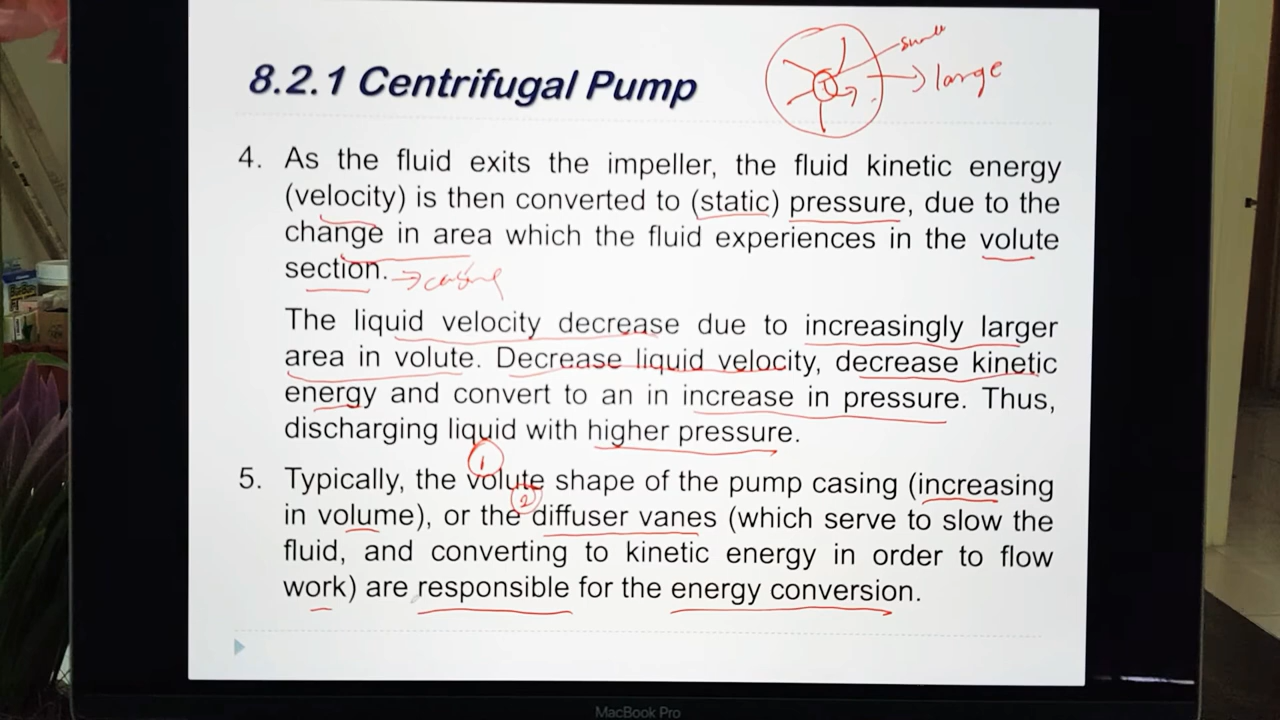 8.2.1 Centrifugal Pump
small
large
4. As the fluid exits the impeller, the fluid kinetic energy
(velocity) is then converted to (static) pressure, due to the
change in area which the fluid experiences in the volute
section. → casing
The liquid velocity decrease due to increasingly larger
area in volute. Decrease liquid velocity, decrease kinetic
energy and convert to an in increase in pressure. Thus,
discharging liquid with higher pressure.
1
5. Typically, the volute shape of the pump casing (increasing
2
in volume), or the diffuser vanes (which serve to slow the
fluid, and converting to kinetic energy in order to flow
work) are responsible for the energy conversion.
MacBook Pro